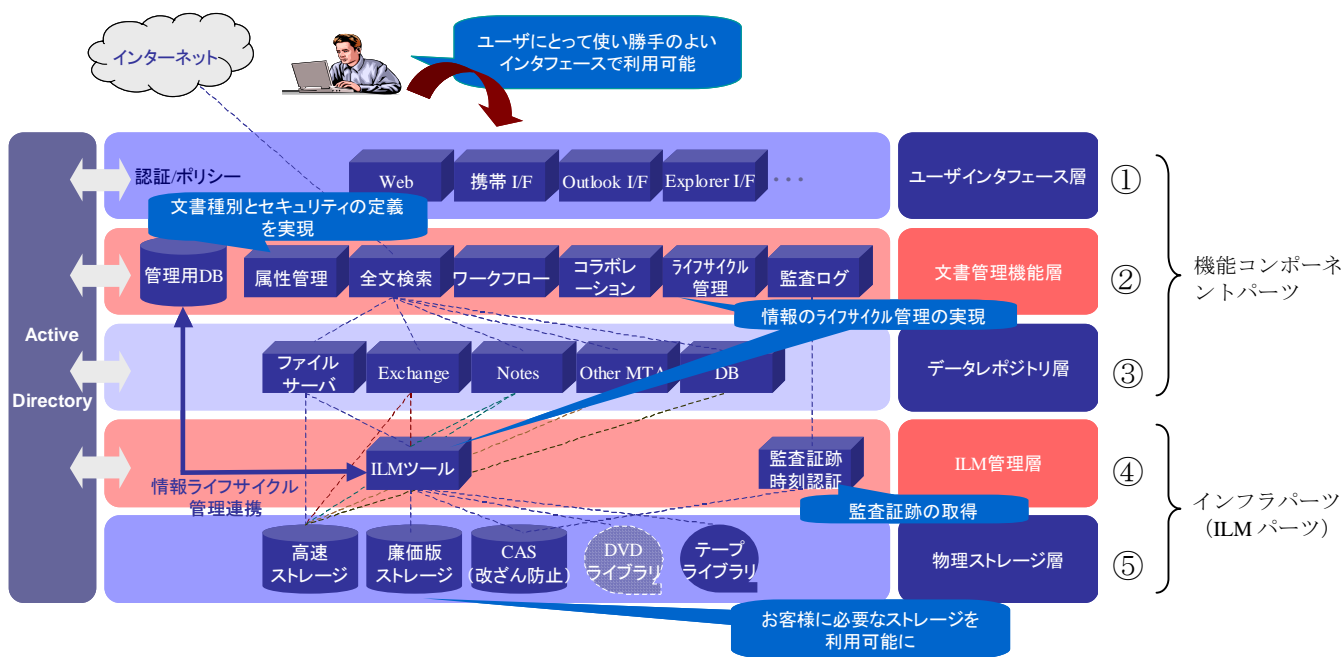 インターネット
ユーザにとって使い勝手のよい
インタフェースで利用可能
認証/ポリシー
Web
携帯 I/F
Outlook I/F
Explorer I/F
・・・
ユーザインタフェース層
①
文書種別とセキュリティの定義
を実現
管理用DB
属性管理
全文検索
ワークフロー
コラボレ
ーション
ライフサイクル
管理
監査ログ
文書管理機能層
②
機能コンポーネ
ントパーツ
情報のライフサイクル管理の実現
Active
Directory
ファイル
サーバ
Exchange
Notes
Other MTA
DB
データレポジトリ層
③
ILMツール
監査証跡
時刻認証
ILM管理層
④
情報ライフサイクル
管理連携
監査証跡の取得
インフラパーツ
（ILM パーツ）
高速
ストレージ
廉価版
ストレージ
CAS
（改ざん防止）
DVD
ライブラリ
テープ
ライブラリ
物理ストレージ層
⑤
お客様に必要なストレージを
利用可能に